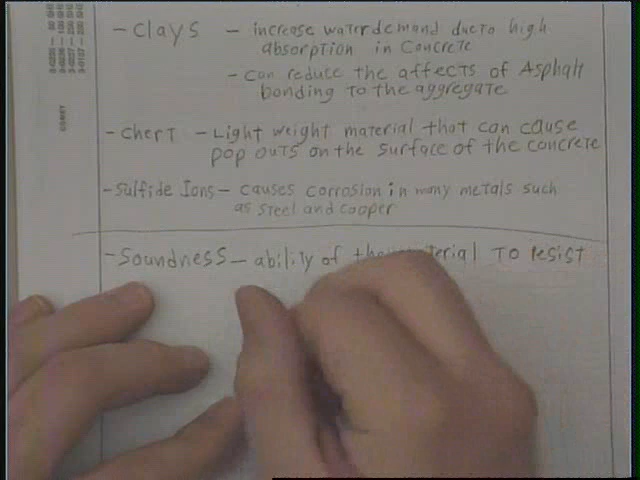 - Clays - increase water demand due to high
absorption in Concrete
- Can reduce the affects of Asphalt
bonding to the aggregate
- Chert - Light weight material that can cause
pop outs on the surface of the concrete
- Sulfide Ions - causes corrosion in many metals such
as steel and cooper
- Soundness - ability of the material to resist